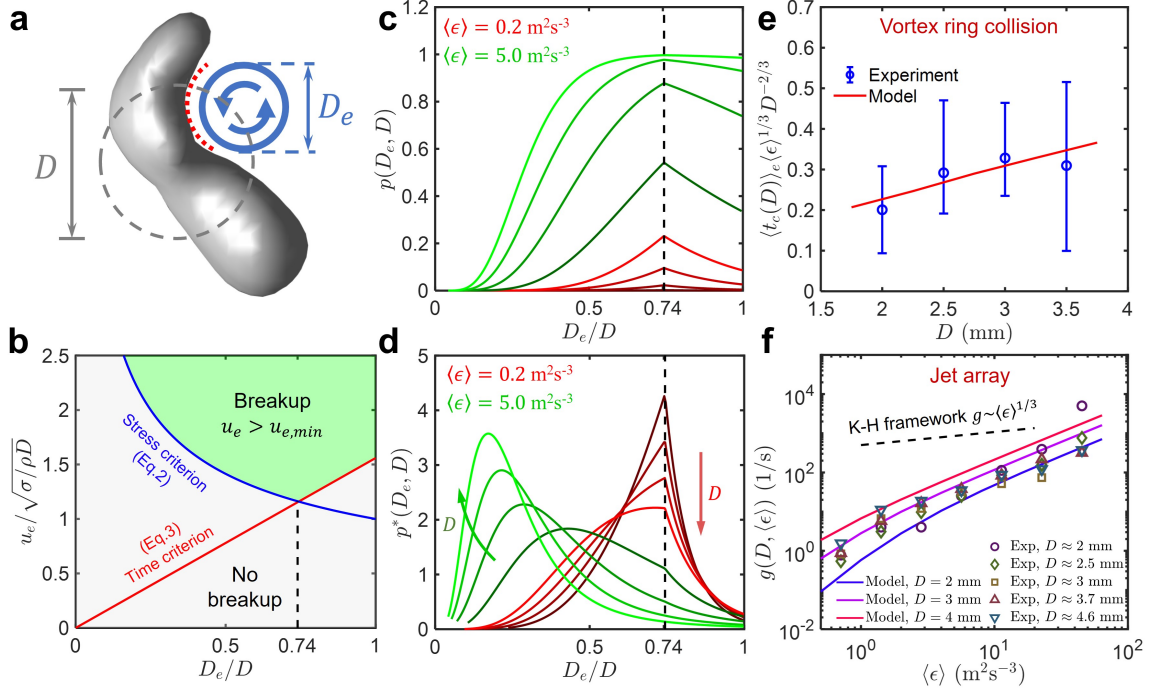 a
D
D_e
b
2.5
2
1.5
1
0.5
0
0
0.5
0.74
1
u_e/√σ/ρD
D_e/D
Breakup
u_e > u_{e,min}
Stress criterion
(Eq.2)
(Eq.3)
Time criterion
No
breakup
c
⟨ϵ⟩ = 0.2 m²s⁻³
⟨ϵ⟩ = 5.0 m²s⁻³
1.2
1
0.8
0.6
0.4
0.2
0
0.5
0.74
1
p(D_e, D)
D_e/D
d
⟨ϵ⟩ = 0.2 m²s⁻³
⟨ϵ⟩ = 5.0 m²s⁻³
D
D
5
4
3
2
1
0
0.5
0.74
1
p*(D_e, D)
D_e/D
e
Vortex ring collision
Experiment
Model
0.7
0.6
0.5
0.4
0.3
0.2
0.1
0
1.5
2
2.5
3
3.5
4
⟨t_c(D)⟩_e⟨ϵ⟩^{1/3}D^{−2/3}
D (mm)
f
Jet array
K-H framework g~⟨ϵ⟩^{1/3}
10⁴
10²
10⁰
10⁻²
10⁰
10¹
10²
g(D, ⟨ϵ⟩) (1/s)
⟨ϵ⟩ (m²s⁻³)
Exp, D ≈ 2 mm
Exp, D ≈ 2.5 mm
Exp, D ≈ 3 mm
Exp, D ≈ 3.7 mm
Exp, D ≈ 4.6 mm
Model, D = 2 mm
Model, D = 3 mm
Model, D = 4 mm